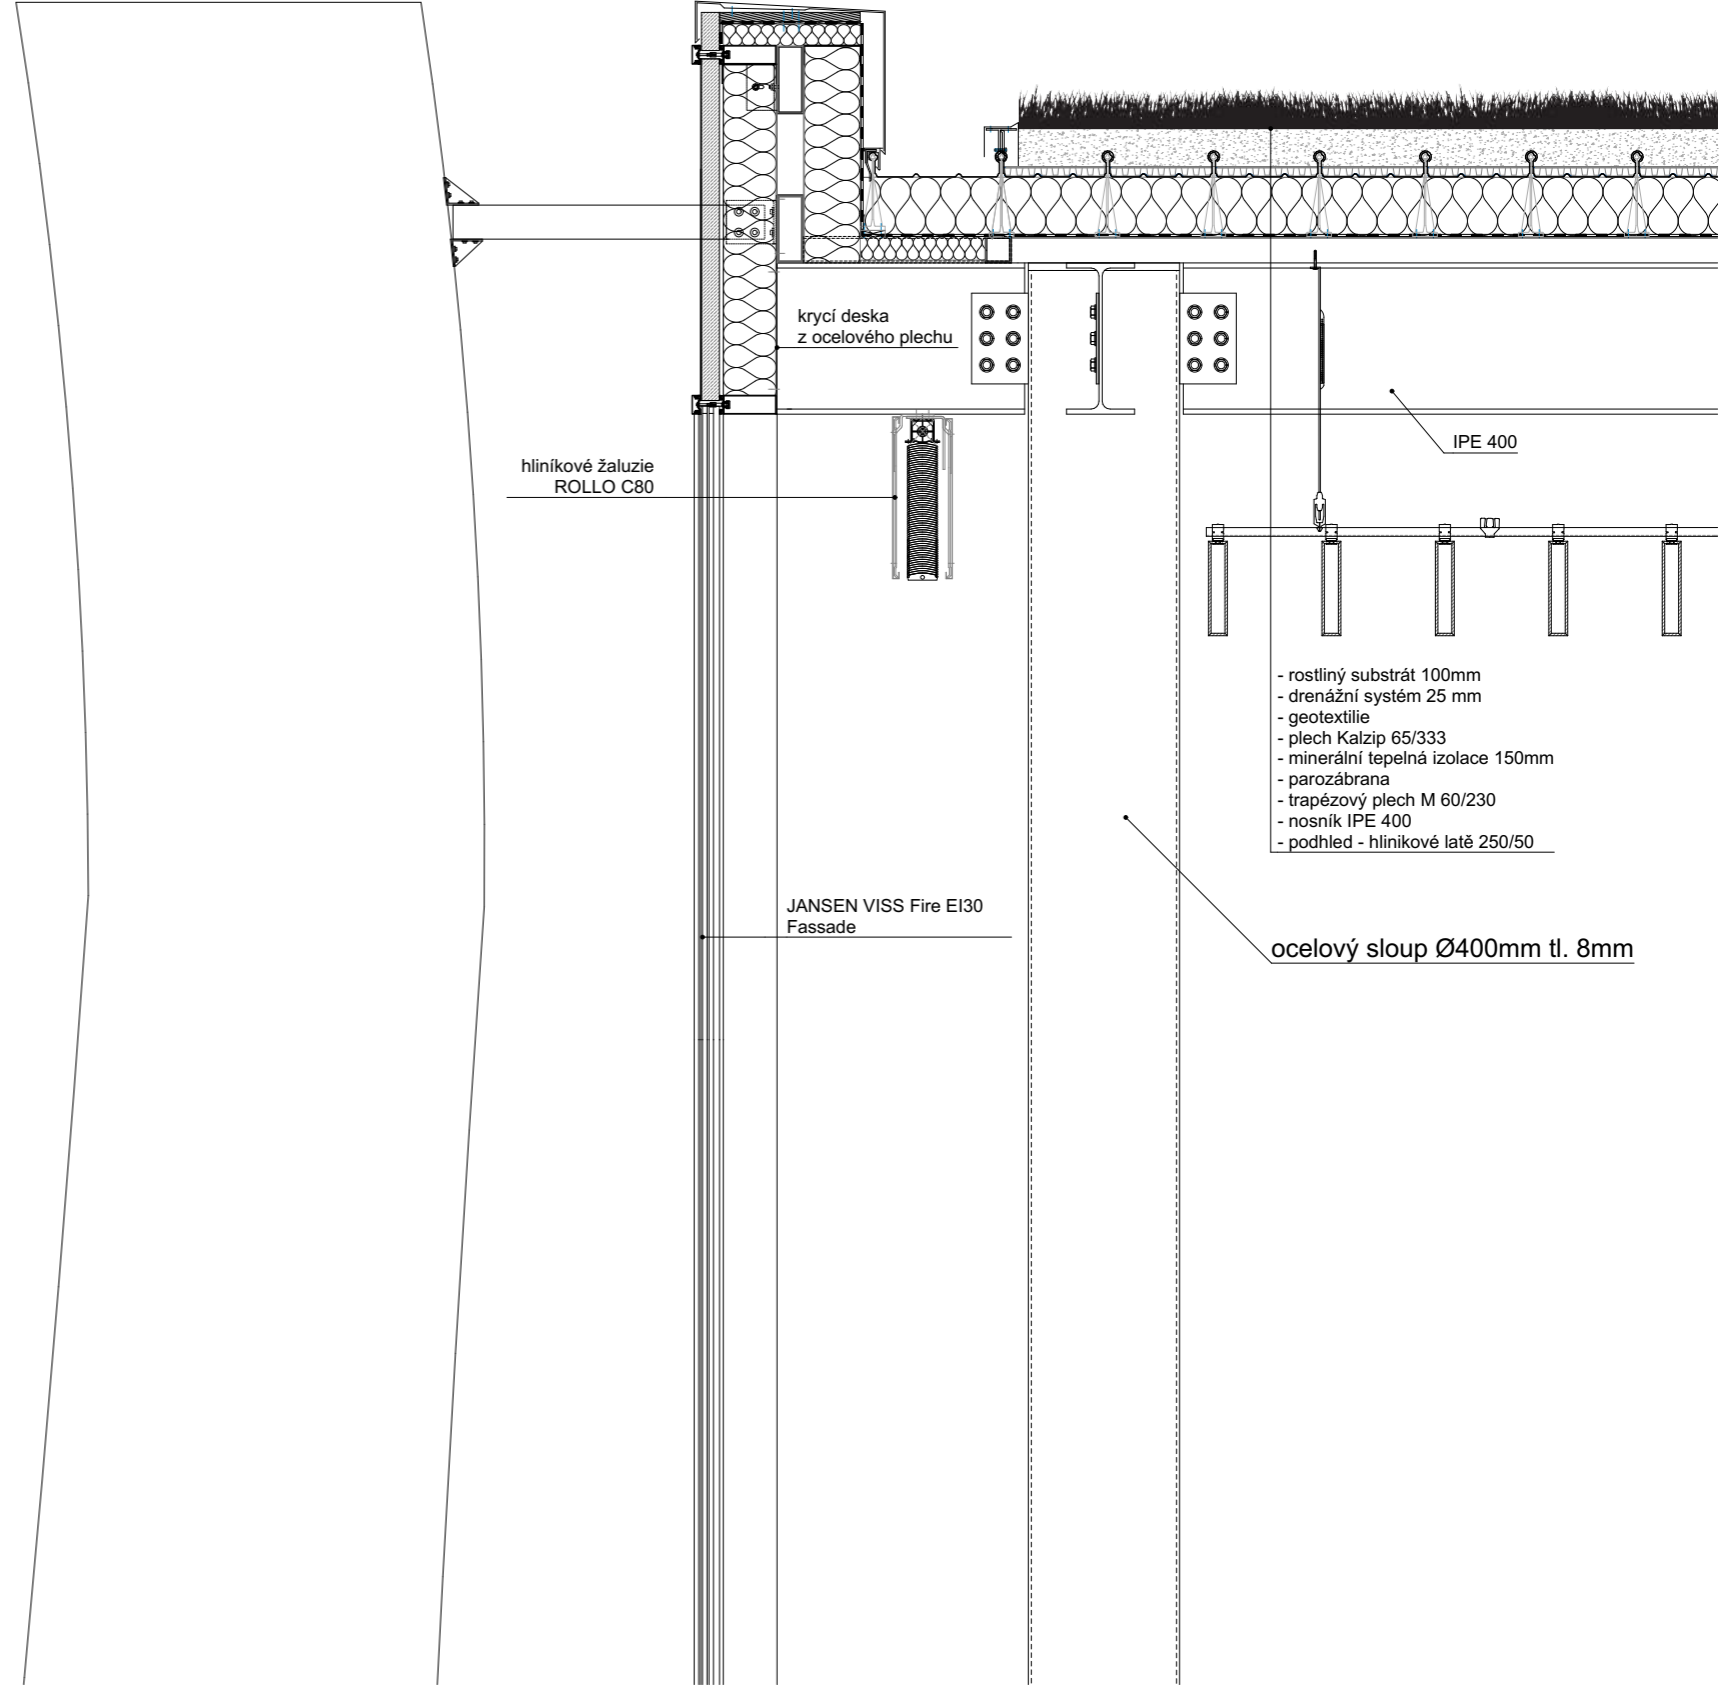 krycí deska
z ocelového plechu
IPE 400
hliníkové žaluzie
ROLLO C80
- rostliný substrát 100mm
- drenážní systém 25 mm
- geotextilie
- plech Kalzip 65/333
- minerální tepelná izolace 150mm
- parozábrana
- trapézový plech M 60/230
- nosník IPE 400
- podhled - hlinikové latě 250/50
JANSEN VISS Fire EI30
Fassade
ocelový sloup Ø400mm tl. 8mm